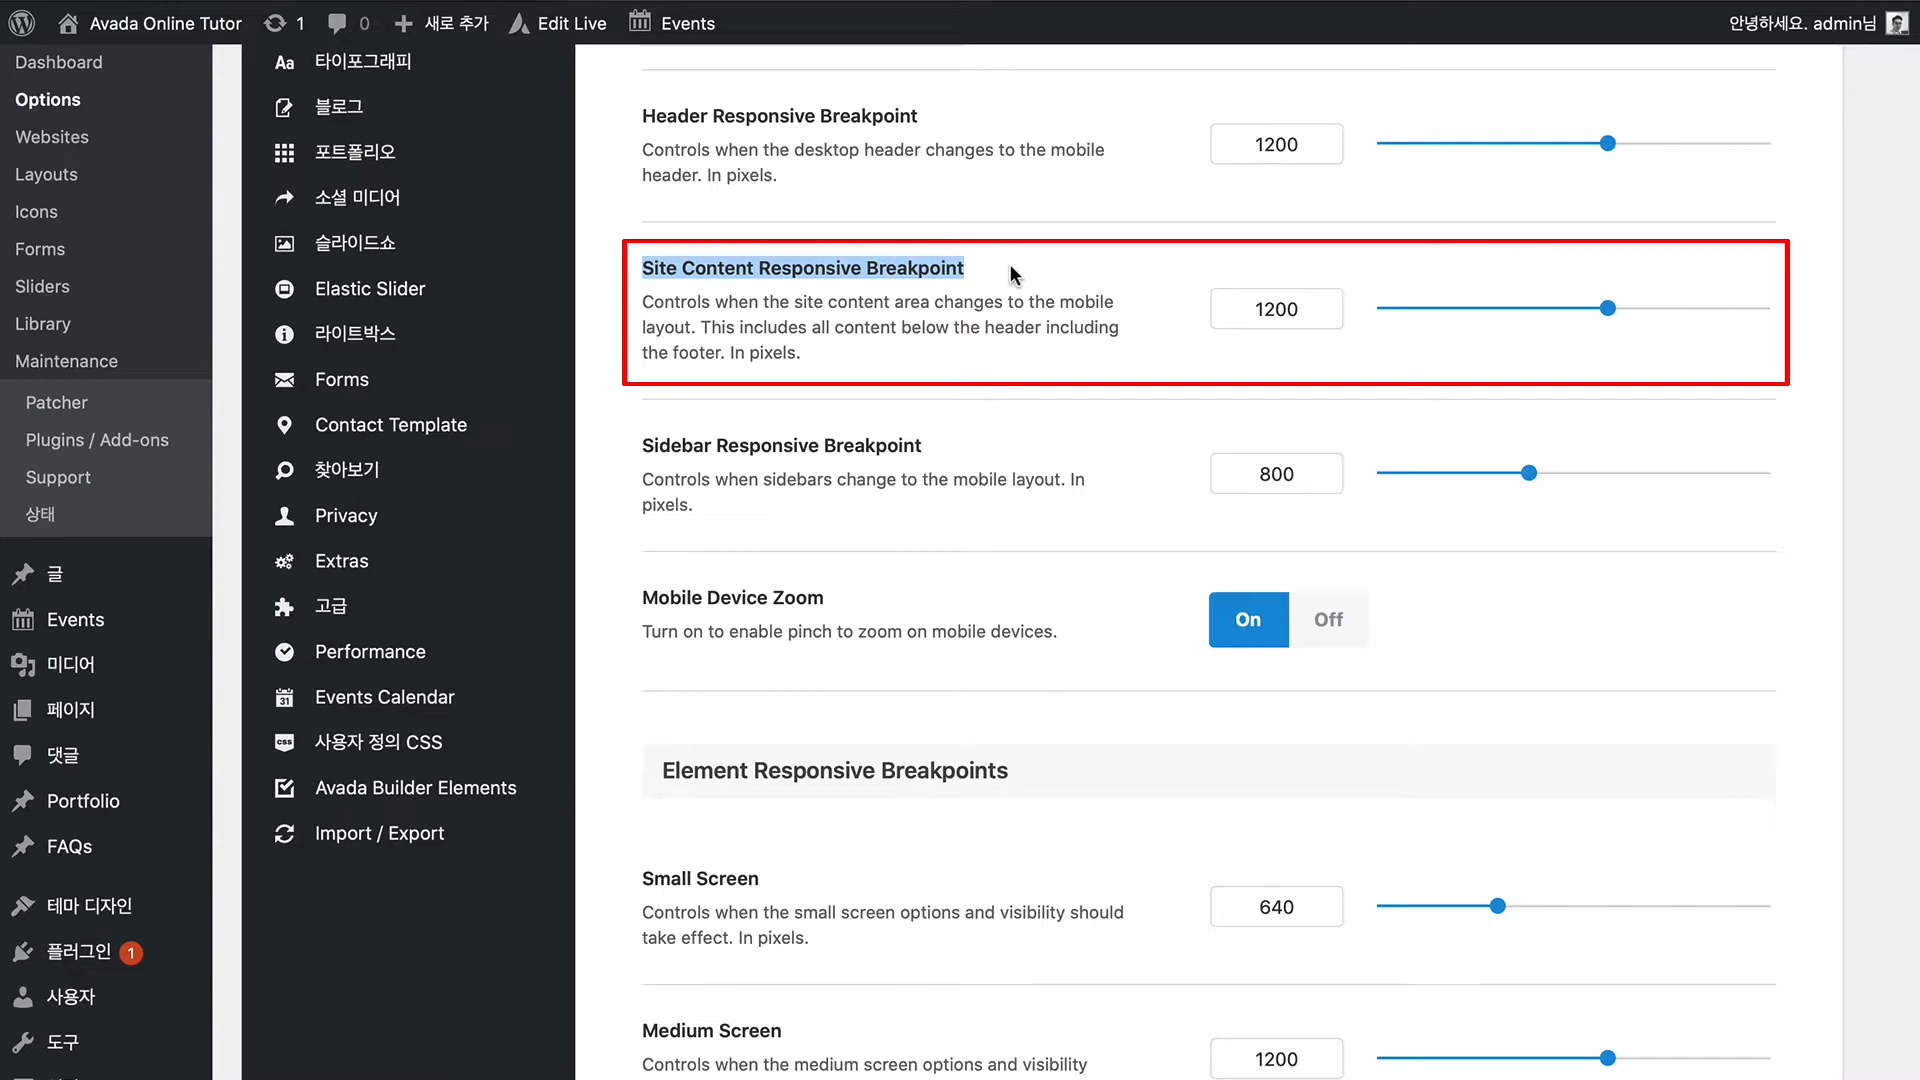 Avada Online Tutor
1
0
새로 추가
Edit Live
Events
안녕하세요. admin님
Dashboard
Options
Websites
Layouts
Icons
Forms
Sliders
Library
Maintenance
Patcher
Plugins / Add-ons
Support
상태
글
Events
미디어
페이지
댓글
Portfolio
FAQs
테마 디자인
플러그인 1
사용자
도구
Aa 타이포그래피
블로그
포트폴리오
소셜 미디어
슬라이드쇼
Elastic Slider
라이트박스
Forms
Contact Template
찾아보기
Privacy
Extras
고급
Performance
31 Events Calendar
CSS 사용자 정의 CSS
Avada Builder Elements
Import / Export
Header Responsive Breakpoint
Controls when the desktop header changes to the mobile
header. In pixels.
1200
Site Content Responsive Breakpoint
Controls when the site content area changes to the mobile
layout. This includes all content below the header including
the footer. In pixels.
1200
Sidebar Responsive Breakpoint
Controls when sidebars change to the mobile layout. In
pixels.
800
Mobile Device Zoom
Turn on to enable pinch to zoom on mobile devices.
On Off
Element Responsive Breakpoints
Small Screen
Controls when the small screen options and visibility should
take effect. In pixels.
640
Medium Screen
Controls when the medium screen options and visibility
1200